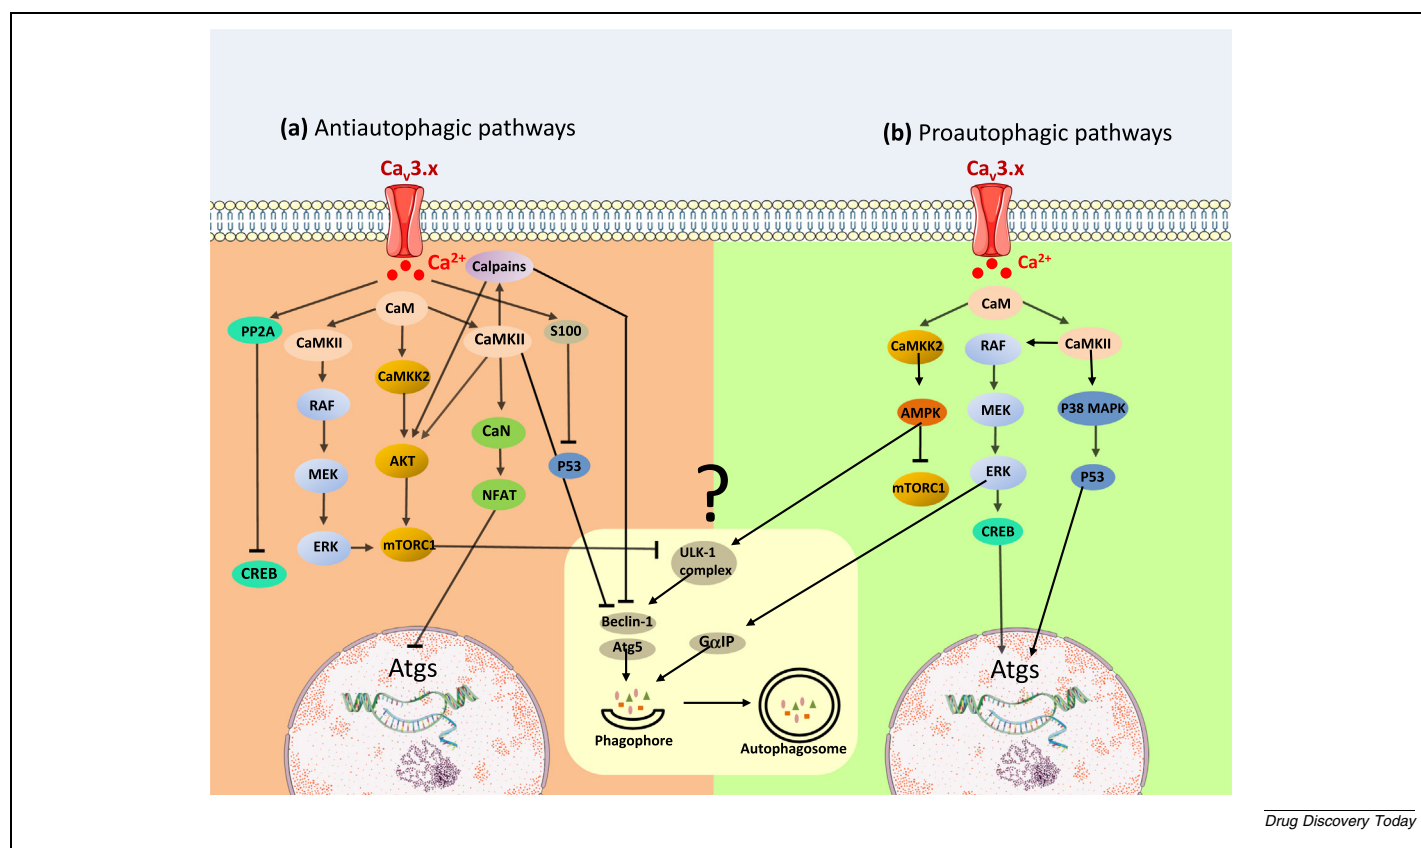 (a) Antiautophagic pathways
(b) Proautophagic pathways
Cav3.x
Cav3.x
Ca2+
Calpains
Ca2+
CaM
CaM
PP2A
CaMKII
CaMKII
S100
CaMKK2
RAF
CaMKII
CaMKK2
RAF
AMPK
MEK
P38 MAPK
CaN
AKT
P53
MEK
NFAT
mTORC1
ERK
P53
ERK
mTORC1
CREB
?
ULK-1
complex
CREB
Beclin-1
Atg5
GαIP
Atgs
Atgs
Phagophore
Autophagosome
Drug Discovery Today